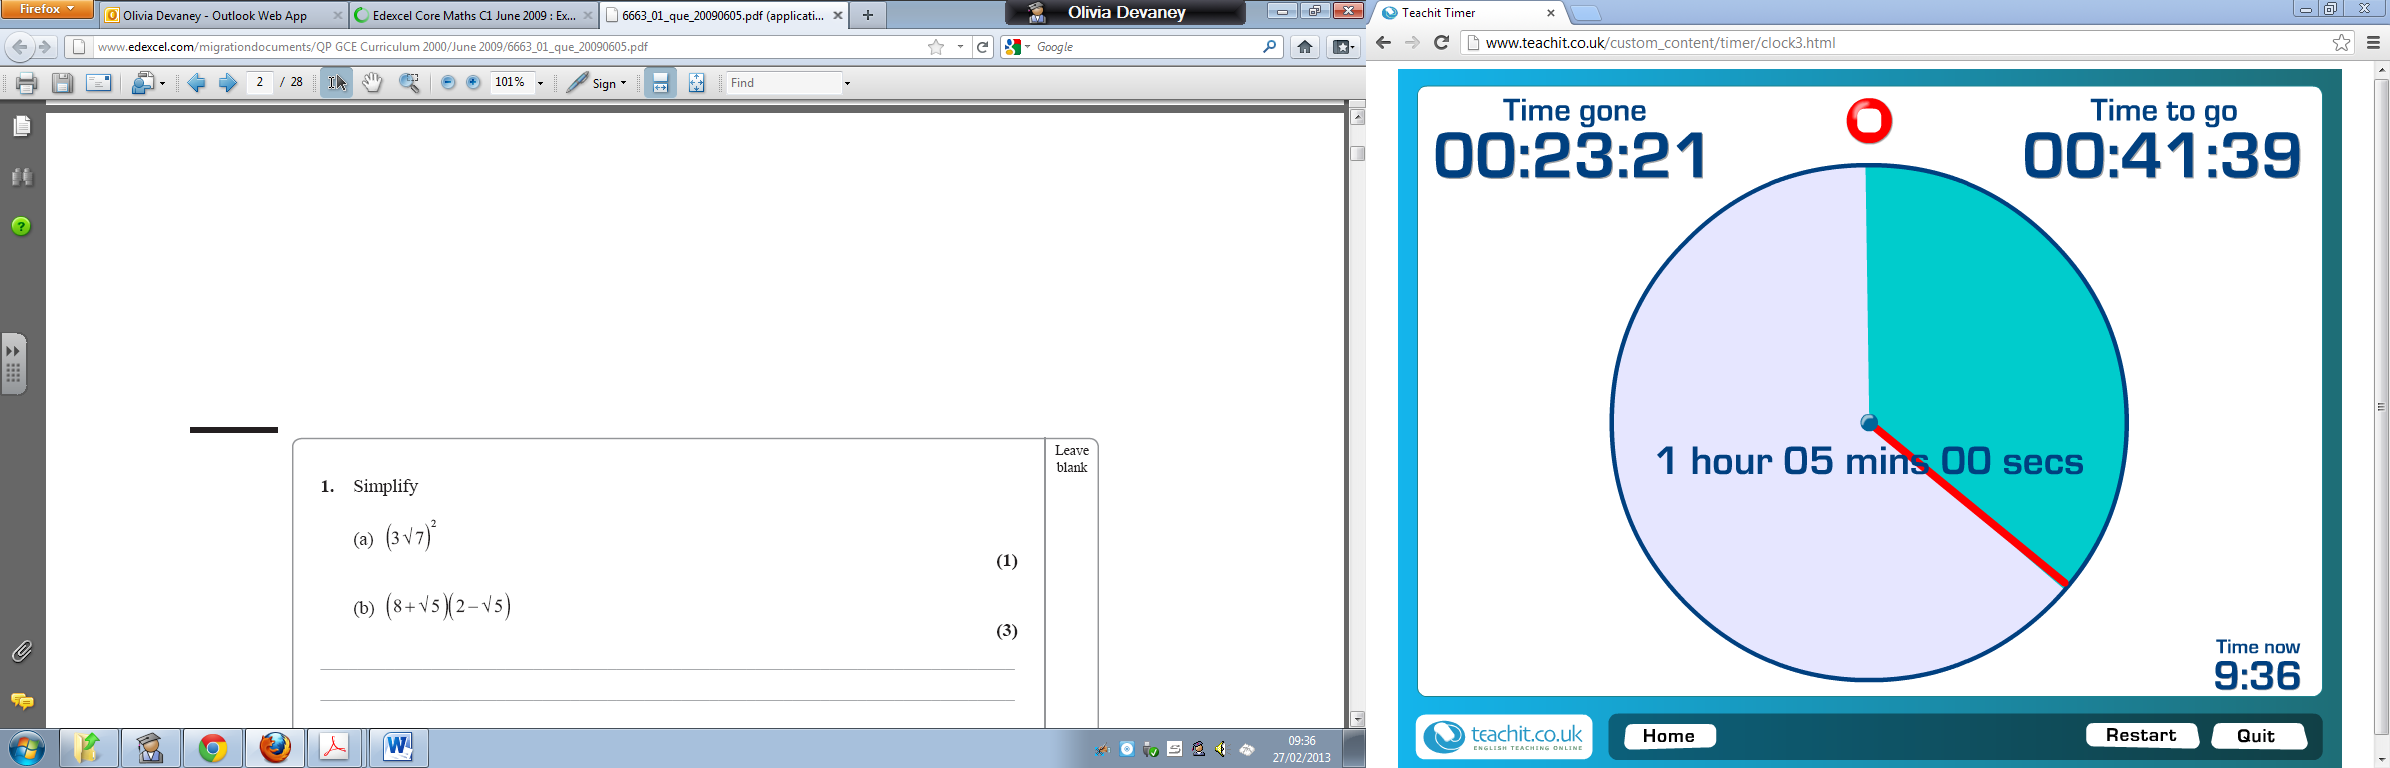 Firefox
Olivia Devaney - Outlook Web App
Edexcel Core Maths C1 June 2009 : Ex...
6663_01_que_20090605.pdf (applicati...
Olivia Devaney
www.edexcel.com/migrationdocuments/QP GCE Curriculum 2000/June 2009/6663_01_que_20090605.pdf
Google
2 / 28
101%
Sign
Find
Leave
blank
1. Simplify
(a) (3√7)²
(1)
(b) (8+√5)(2−√5)
(3)
09:36
27/02/2013
Teachit Timer
www.teachit.co.uk/custom_content/timer/clock3.html
Time gone
00:23:21
Time to go
00:41:39
1 hour 05 mins 00 secs
Time now
9:36
teachit.co.uk
ENGLISH TEACHING ONLINE
Home
Restart
Quit